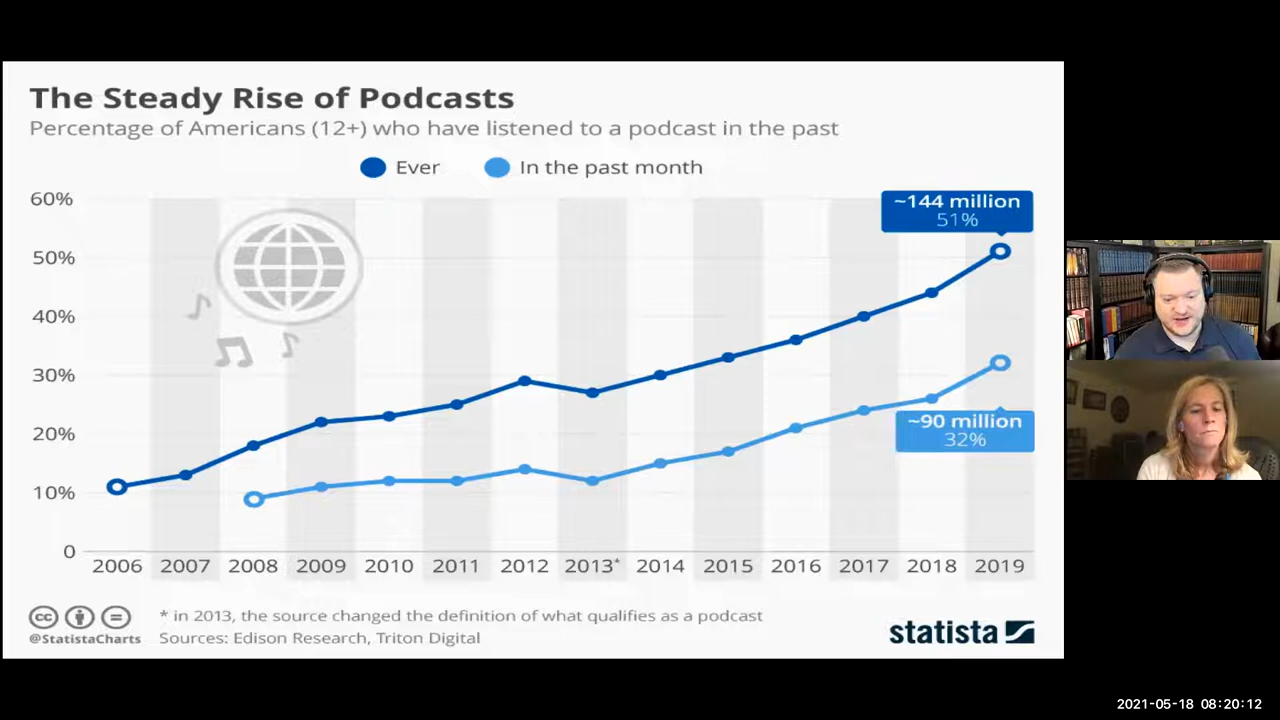 The Steady Rise of Podcasts
Percentage of Americans (12+) who have listened to a podcast in the past
Ever In the past month
60%
50%
40%
30%
20%
10%
0
~144 million
51%
~90 million
32%
2006 2007 2008 2009 2010 2011 2012 2013* 2014 2015 2016 2017 2018 2019
cc
@StatistaCharts
* in 2013, the source changed the definition of what qualifies as a podcast
Sources: Edison Research, Triton Digital
statista
2021-05-18 08:20:12